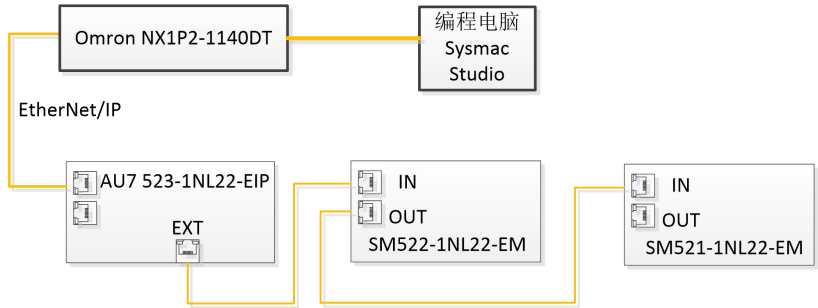 Omron NX1P2-1140DT
编程电脑
Sysmac
Studio
EtherNet/IP
AU7 523-1NL22-EIP
EXT
IN
OUT
SM522-1NL22-EM
IN
OUT
SM521-1NL22-EM